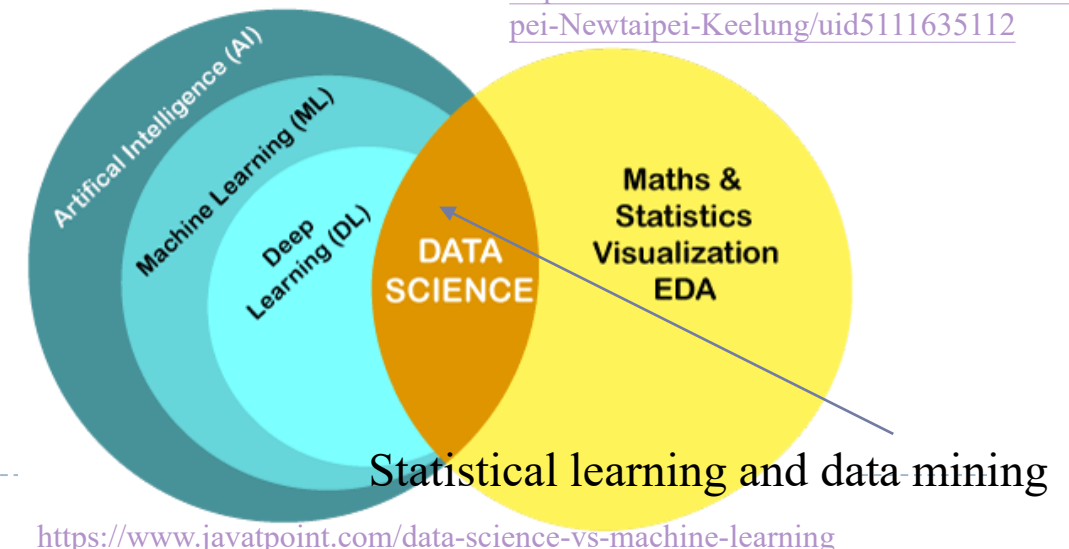 pei-Newtaipei-Keelung/uid5111635112
Artifical Intelligence (AI)
Machine Learning (ML)
Deep
Learning (DL)
DATA
SCIENCE
Maths &
Statistics
Visualization
EDA
Statistical learning and data mining
https://www.javatpoint.com/data-science-vs-machine-learning